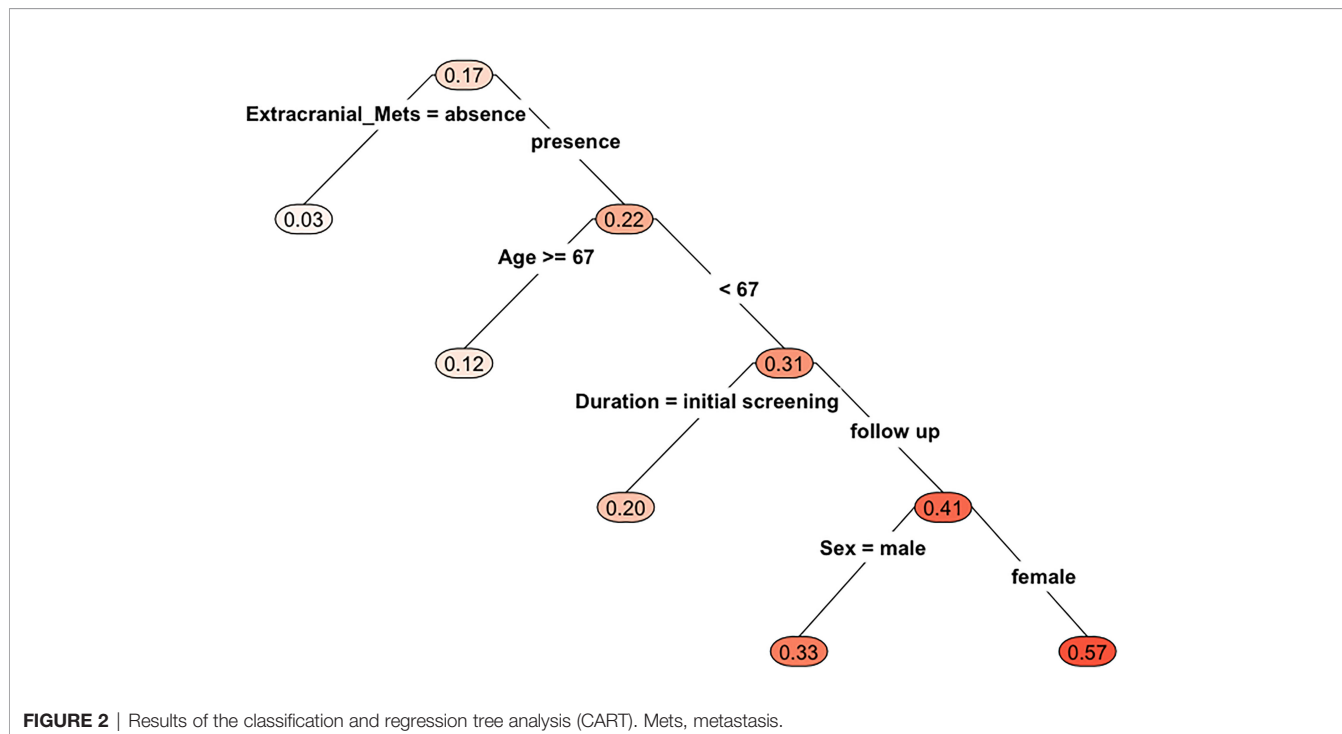 0.17
Extracranial_Mets = absence
presence
0.03
0.22
Age >= 67
< 67
0.12
0.31
Duration = initial screening
follow up
0.20
0.41
Sex = male
female
0.33
0.57
FIGURE 2 | Results of the classification and regression tree analysis (CART). Mets, metastasis.